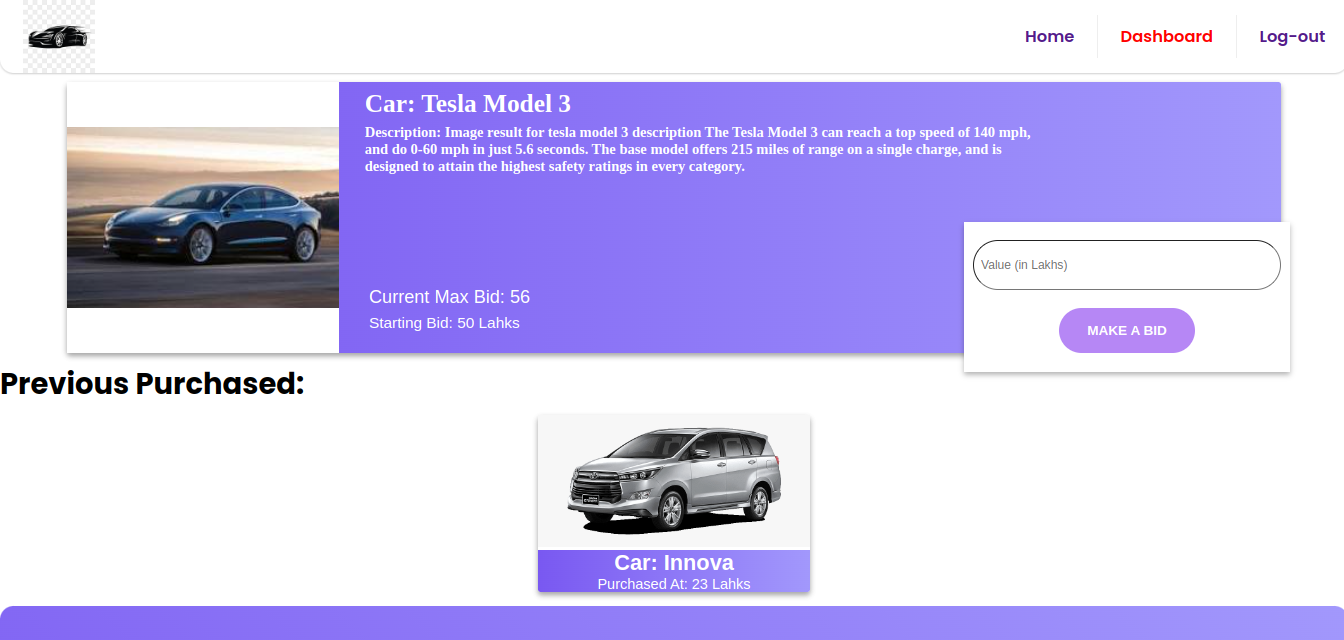 Home
Dashboard
Log-out
Car: Tesla Model 3
Description: Image result for tesla model 3 description The Tesla Model 3 can reach a top speed of 140 mph,
and do 0-60 mph in just 5.6 seconds. The base model offers 215 miles of range on a single charge, and is
designed to attain the highest safety ratings in every category.
Current Max Bid: 56
Starting Bid: 50 Lahks
Value (in Lakhs)
MAKE A BID
Previous Purchased:
Car: Innova
Purchased At: 23 Lahks